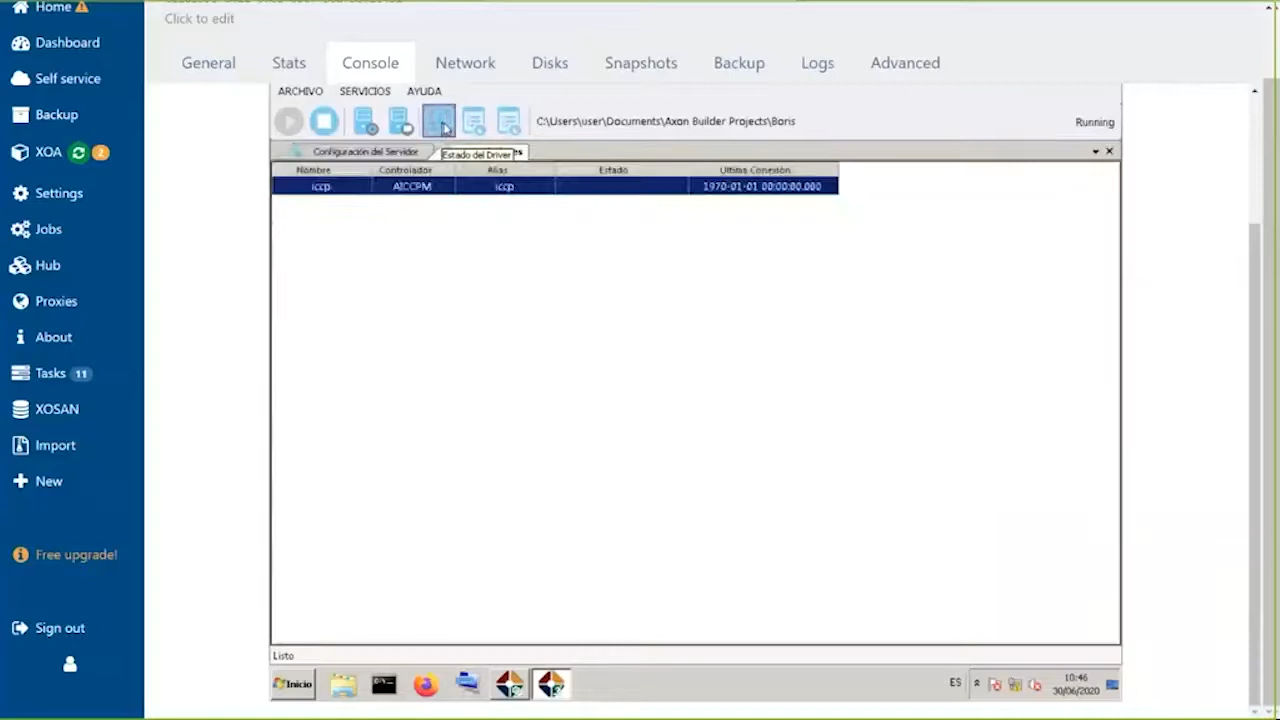 Home
Click to edit
Dashboard
Self service
Backup
XOA 2
Settings
Jobs
Hub
Proxies
About
Tasks 11
XOSAN
Import
New
Free upgrade!
Sign out
General Stats Console Network Disks Snapshots Backup Logs Advanced
ARCHIVO SERVICIOS AYUDA
C:\Users\user\Documents\Axon Builder Projects\Boris Running
Configuración del Servidor
Estado del Driver
Nombre Controlador Alias Estado Ultima Conexión
iccp AICCPM iccp 1970-01-01 00:00:00.000
Listo
Inicio ES 10:46
30/06/2020